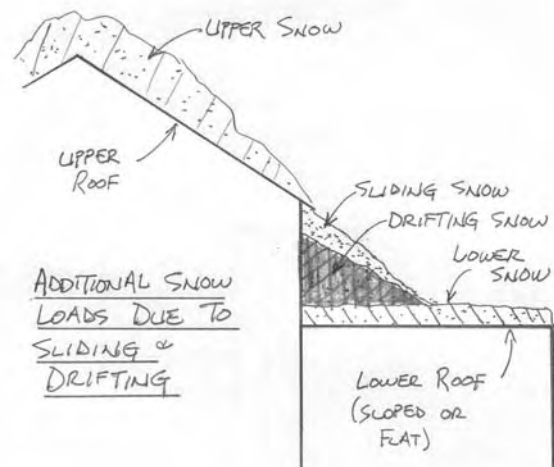 UPPER SNOW
UPPER
ROOF
SLIDING SNOW
DRIFTING SNOW
LOWER
SNOW
ADDITIONAL SNOW
LOADS DUE TO
SLIDING &
DRIFTING
LOWER ROOF
(SLOPED OR
FLAT)